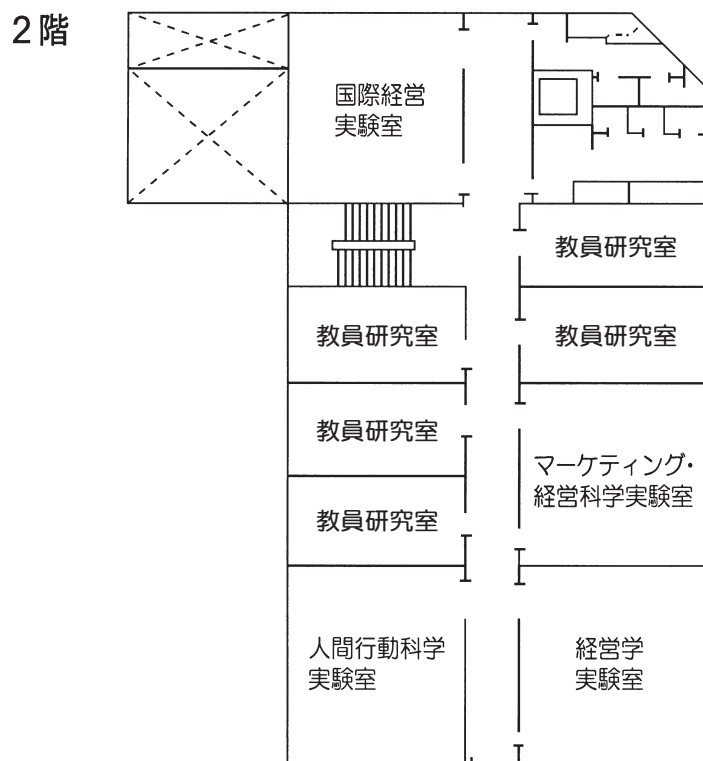 2階
国際経営
実験室
教員研究室
教員研究室
教員研究室
教員研究室
教員研究室
マーケティング・
経営科学実験室
人間行動科学
実験室
経営学
実験室